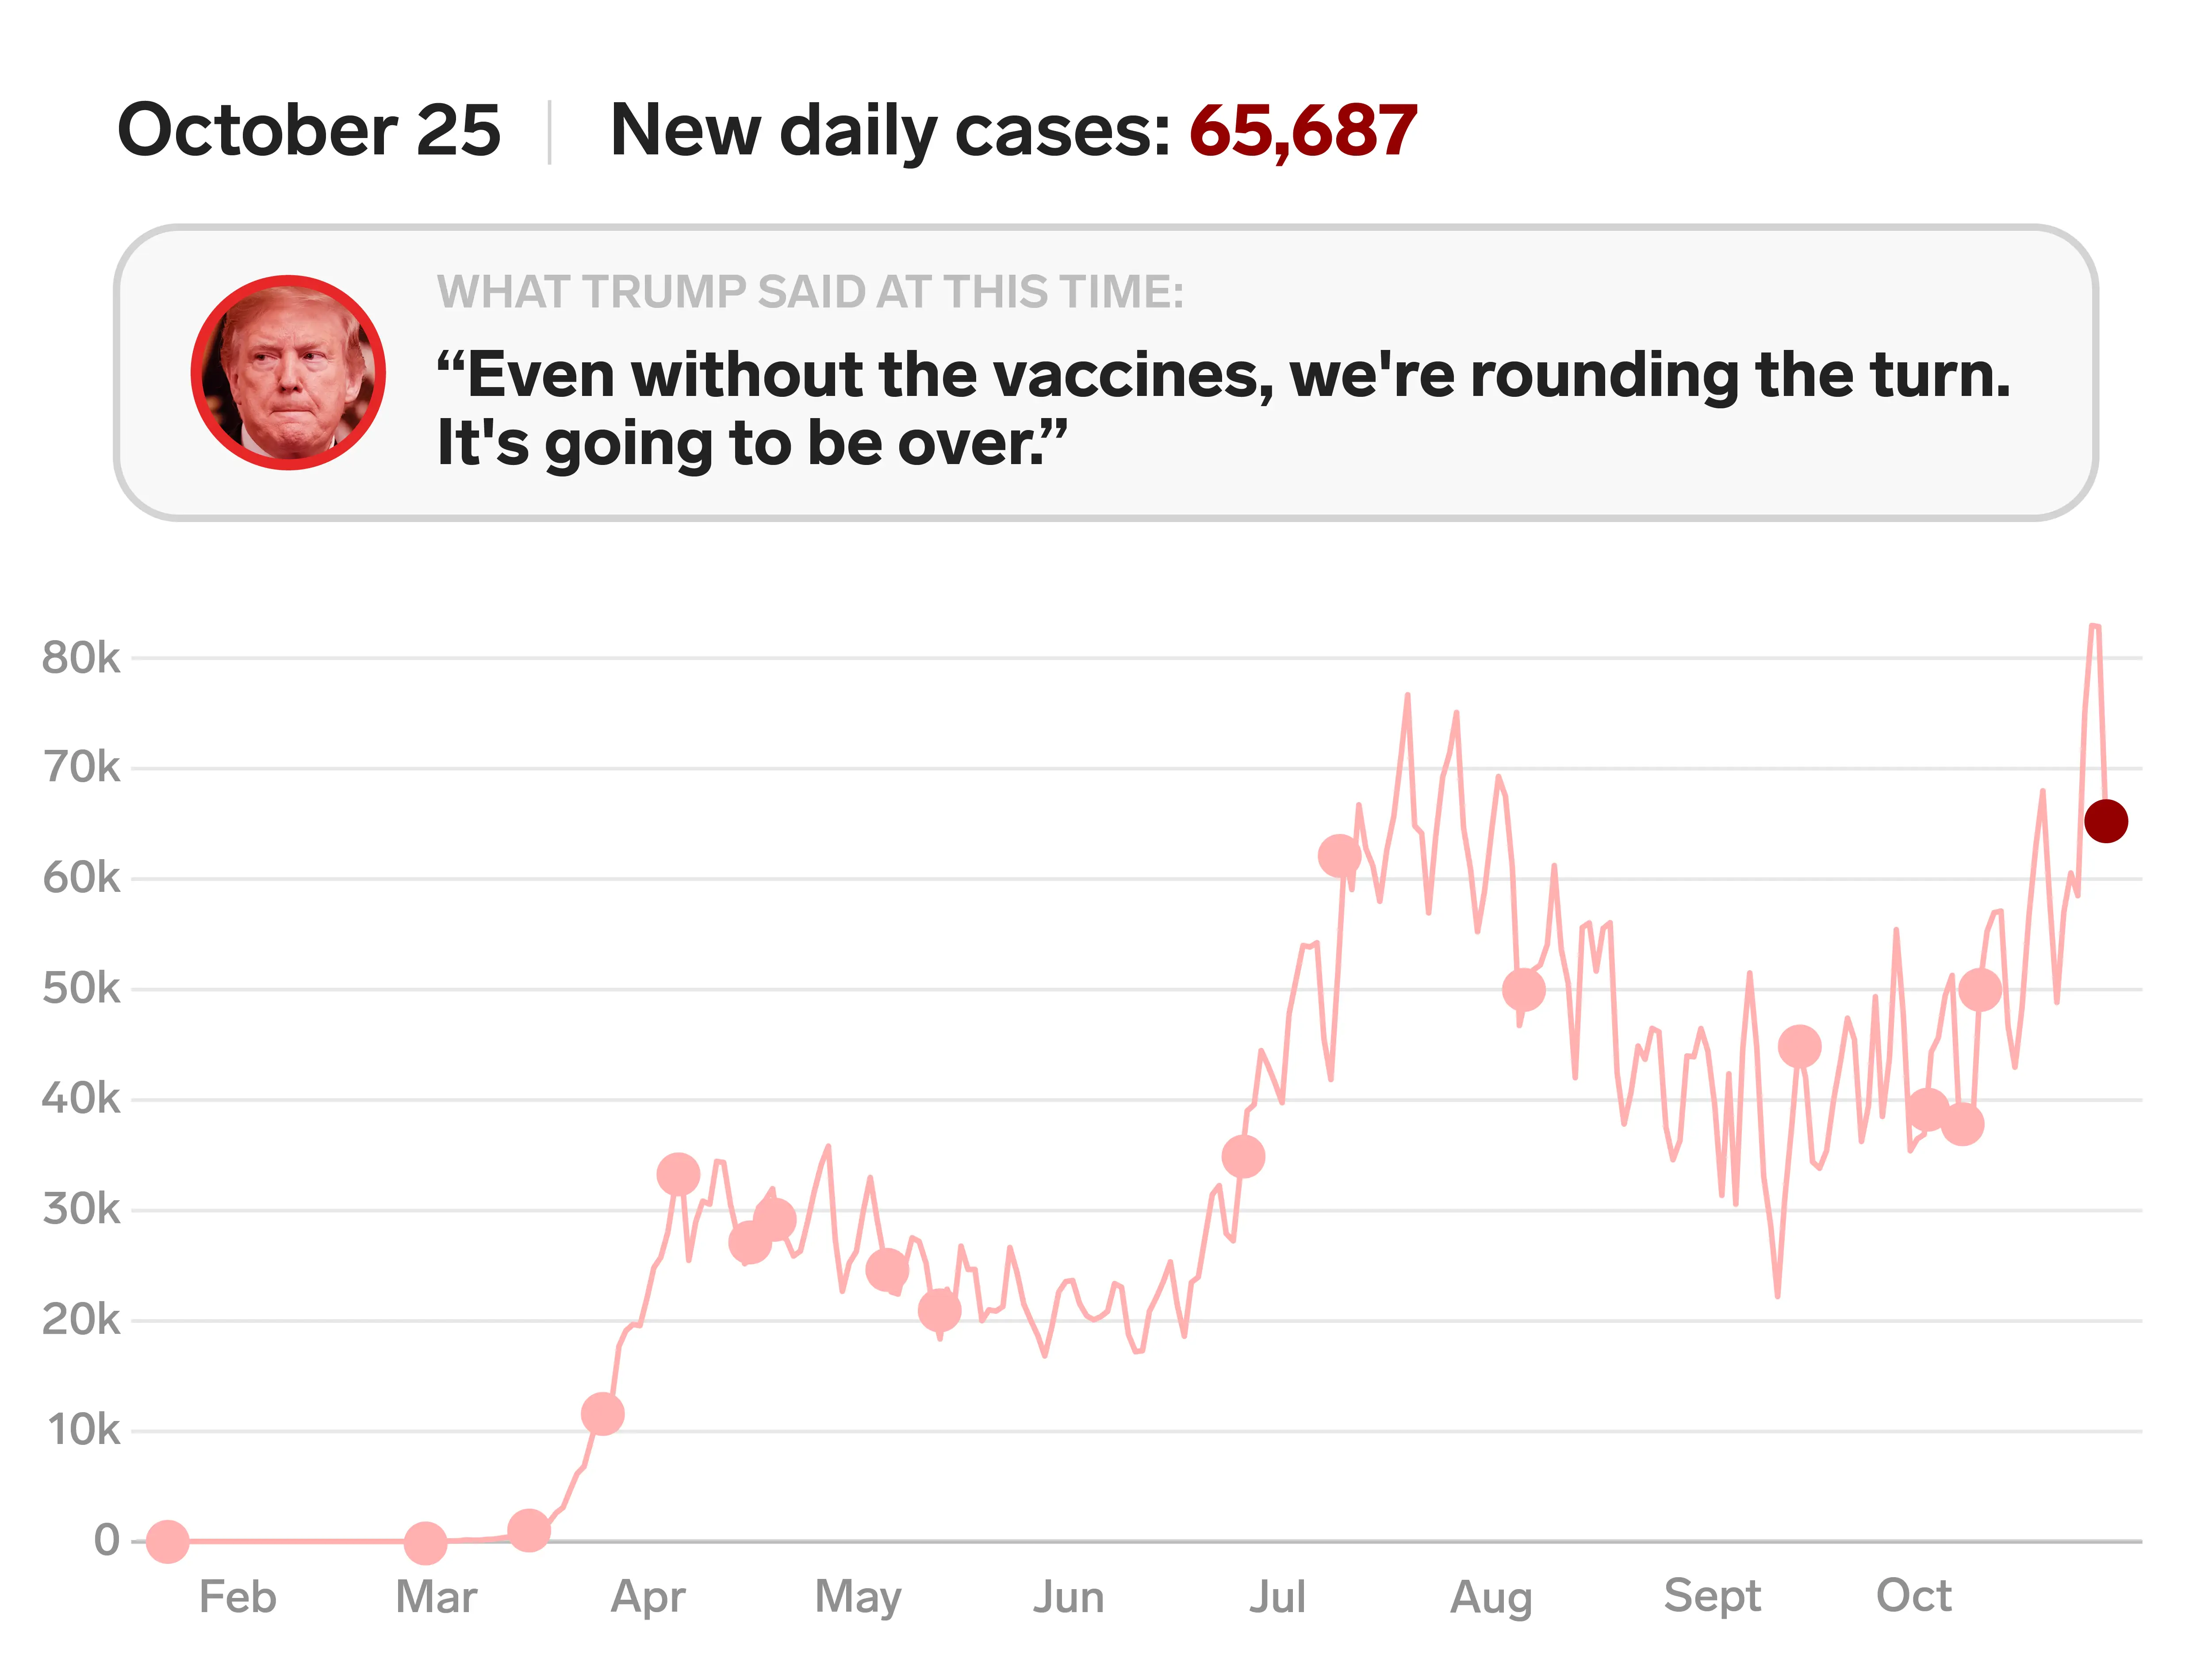 October 25 | New daily cases: 65,687
WHAT TRUMP SAID AT THIS TIME:
“Even without the vaccines, we're rounding the turn.
It's going to be over.”
80k
70k
60k
50k
40k
30k
20k
10k
0
Feb Mar Apr May Jun Jul Aug Sept Oct